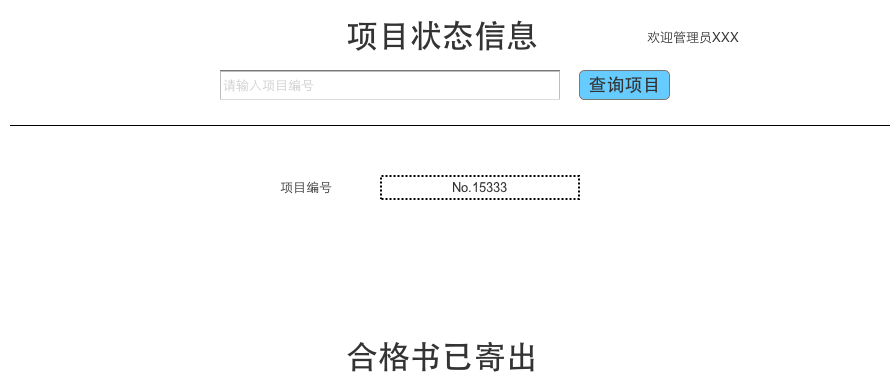 项目状态信息
欢迎管理员XXX
请输入项目编号
查询项目
项目编号
No.15333
合格书已寄出